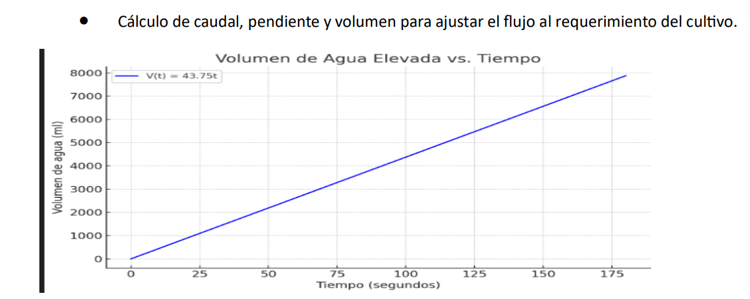 ● Cálculo de caudal, pendiente y volumen para ajustar el flujo al requerimiento del cultivo.
Volumen de Agua Elevada vs. Tiempo
V(t) = 43.75t
Volumen de agua (ml)
8000
7000
6000
5000
4000
3000
2000
1000
0
0 25 50 75 100 125 150 175
Tiempo (segundos)